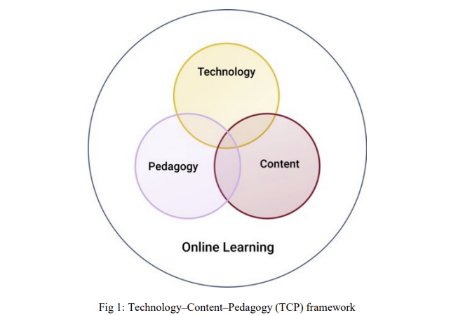 Technology
Pedagogy
Content
Online Learning
Fig 1: Technology–Content–Pedagogy (TCP) framework